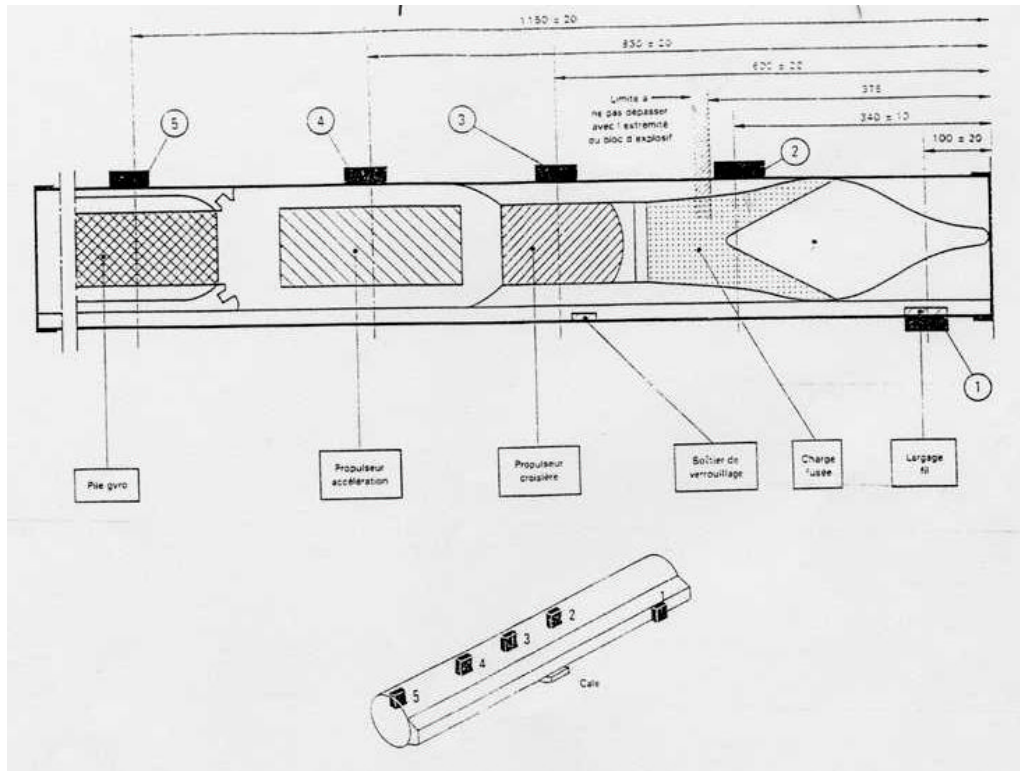 1150 ± 20
830 ± 20
600 ± 20
Limite à
ne pas dépasser
avec l'extrémité
du bloc d'explosif
376
340 ± 10
100 ± 20
5
4
3
2
1
Pile gyro
Propulseur
accélération
Propulseur
croisière
Boîtier de
verrouillage
Charge
fusée
Largage
fil
1
2
3
4
5
Cale